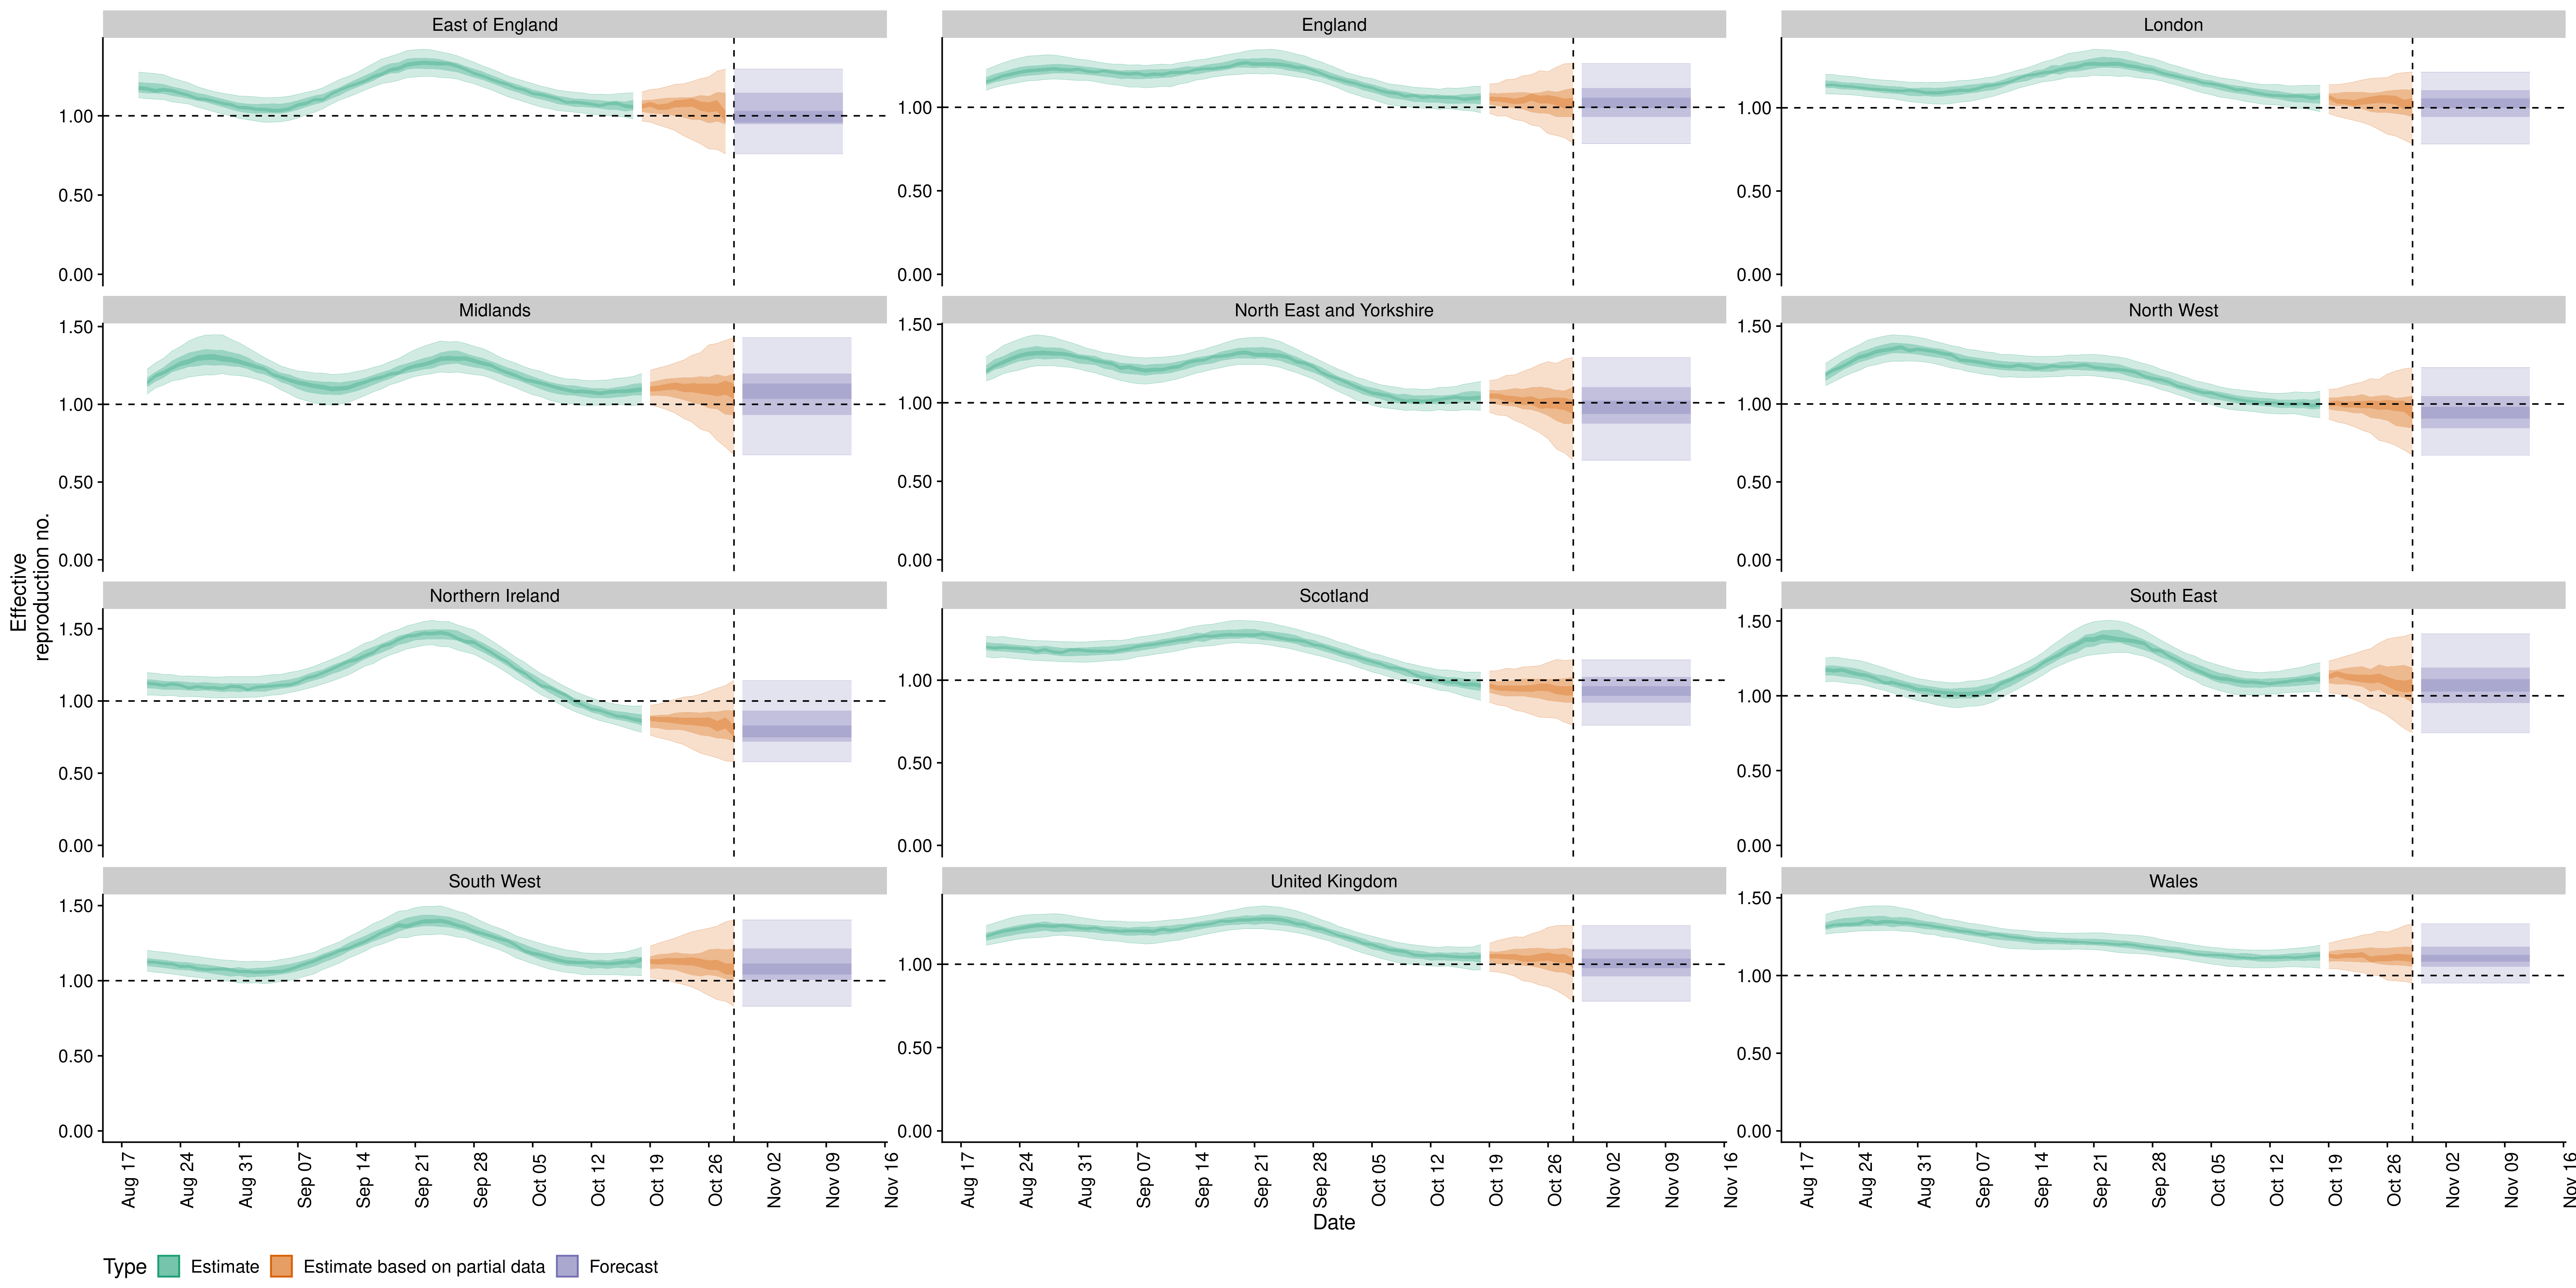 East of England
England
London
1.00
0.50
0.00
1.00
0.50
0.00
1.00
0.50
0.00
Midlands
North East and Yorkshire
North West
1.50
1.00
0.50
0.00
1.50
1.00
0.50
0.00
1.50
1.00
0.50
0.00
Effective
reproduction no.
Northern Ireland
Scotland
South East
1.50
1.00
0.50
0.00
1.00
0.50
0.00
1.50
1.00
0.50
0.00
South West
United Kingdom
Wales
1.50
1.00
0.50
0.00
1.00
0.50
0.00
1.50
1.00
0.50
0.00
Aug 17
Aug 24
Aug 31
Sep 07
Sep 14
Sep 21
Sep 28
Oct 05
Oct 12
Oct 19
Oct 26
Nov 02
Nov 09
Nov 16
Aug 17
Aug 24
Aug 31
Sep 07
Sep 14
Sep 21
Sep 28
Oct 05
Oct 12
Oct 19
Oct 26
Nov 02
Nov 09
Nov 16
Aug 17
Aug 24
Aug 31
Sep 07
Sep 14
Sep 21
Sep 28
Oct 05
Oct 12
Oct 19
Oct 26
Nov 02
Nov 09
Nov 16
Date
Type Estimate Estimate based on partial data Forecast